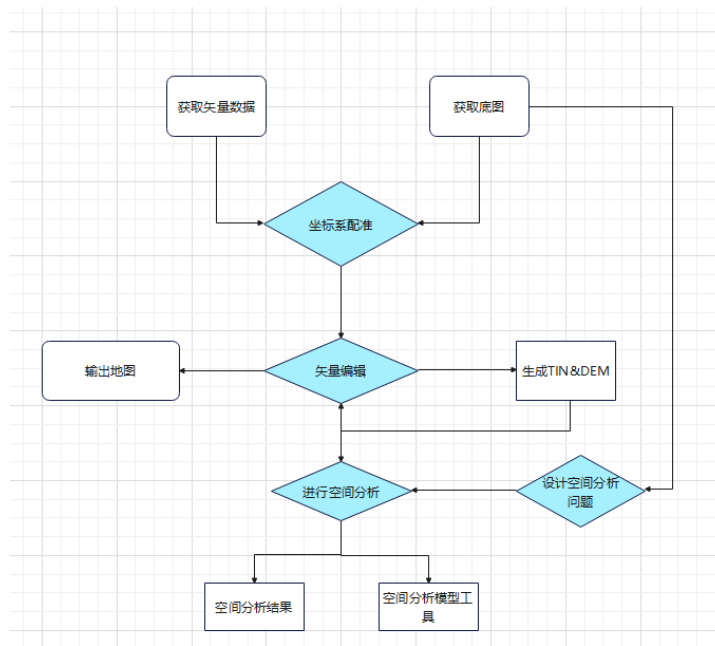 获取矢量数据
获取底图
坐标系配准
输出地图
矢量编辑
生成TIN&DEM
进行空间分析
设计空间分析
问题
空间分析结果
空间分析模型工
具